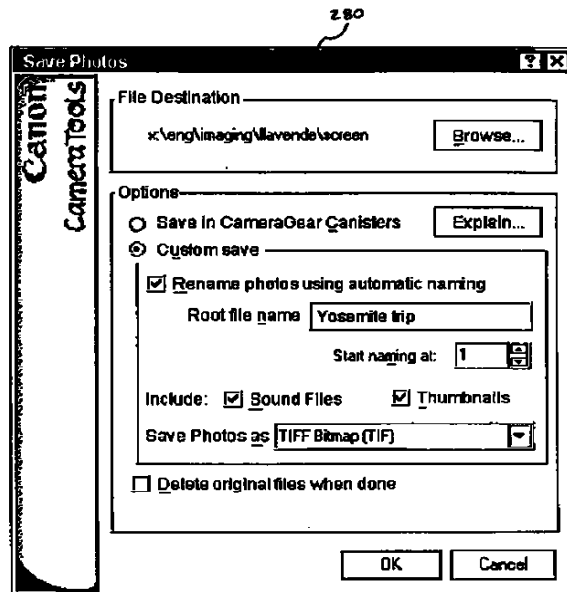 280
Save Photos
Canon
CameraTools
File Destination
x:\eng\imaging\llavende\screen
Browse...
Options
Save in CameraGear Canisters
Explain...
Custom save
Rename photos using automatic naming
Root file name
Yosemite trip
Start naming at:
1
Include:
Sound Files
Thumbnails
Save Photos as
TIFF Bitmap (TIF)
Delete original files when done
OK
Cancel